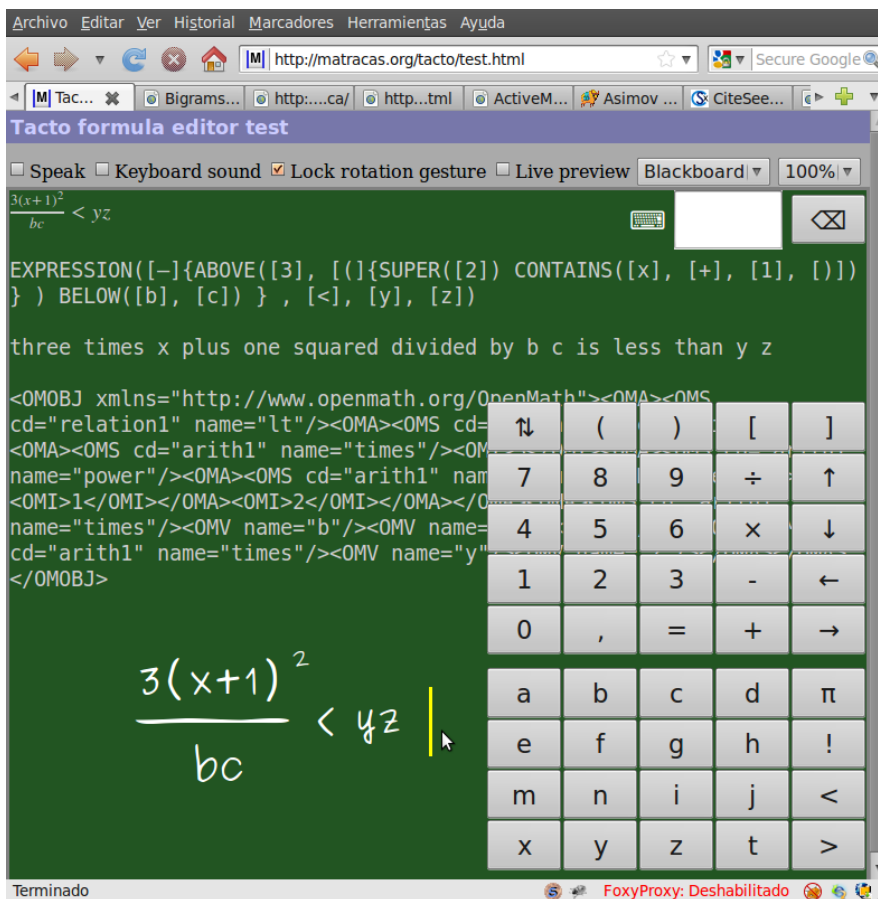 Archivo Editar Ver Historial Marcadores Herramientas Ayuda
http://matracas.org/tacto/test.html Secure Google
Tac... Bigrams... http:....ca/ http...tml ActiveM... Asimov ... CiteSee...
Tacto formula editor test
Speak Keyboard sound Lock rotation gesture Live preview Blackboard 100%
3(x+1)²/bc < yz
EXPRESSION([—]{ABOVE([3], [(]{SUPER([2]) CONTAINS([x], [+], [1], [)])
} ) BELOW([b], [c]) } , [<], [y], [z])
three times x plus one squared divided by b c is less than y z
<OMOBJ xmlns="http://www.openmath.org/OpenMath"><OMA><OMS
cd="relation1" name="lt"/><OMA><OMS cd=
<OMA><OMS cd="arith1" name="times"/><OM
name="power"/><OMA><OMS cd="arith1" nam
<OMI>1</OMI></OMA><OMI>2</OMI></OMA></O
name="times"/><OMV name="b"/><OMV name=
cd="arith1" name="times"/><OMV name="y"
</OMOBJ>
⇅ ( ) [ ]
7 8 9 ÷ ↑
4 5 6 × ↓
1 2 3 - ←
0 , = + →
a b c d π
e f g h !
m n i j <
x y z t >
3(x+1)²
bc
< yz
Terminado FoxyProxy: Deshabilitado